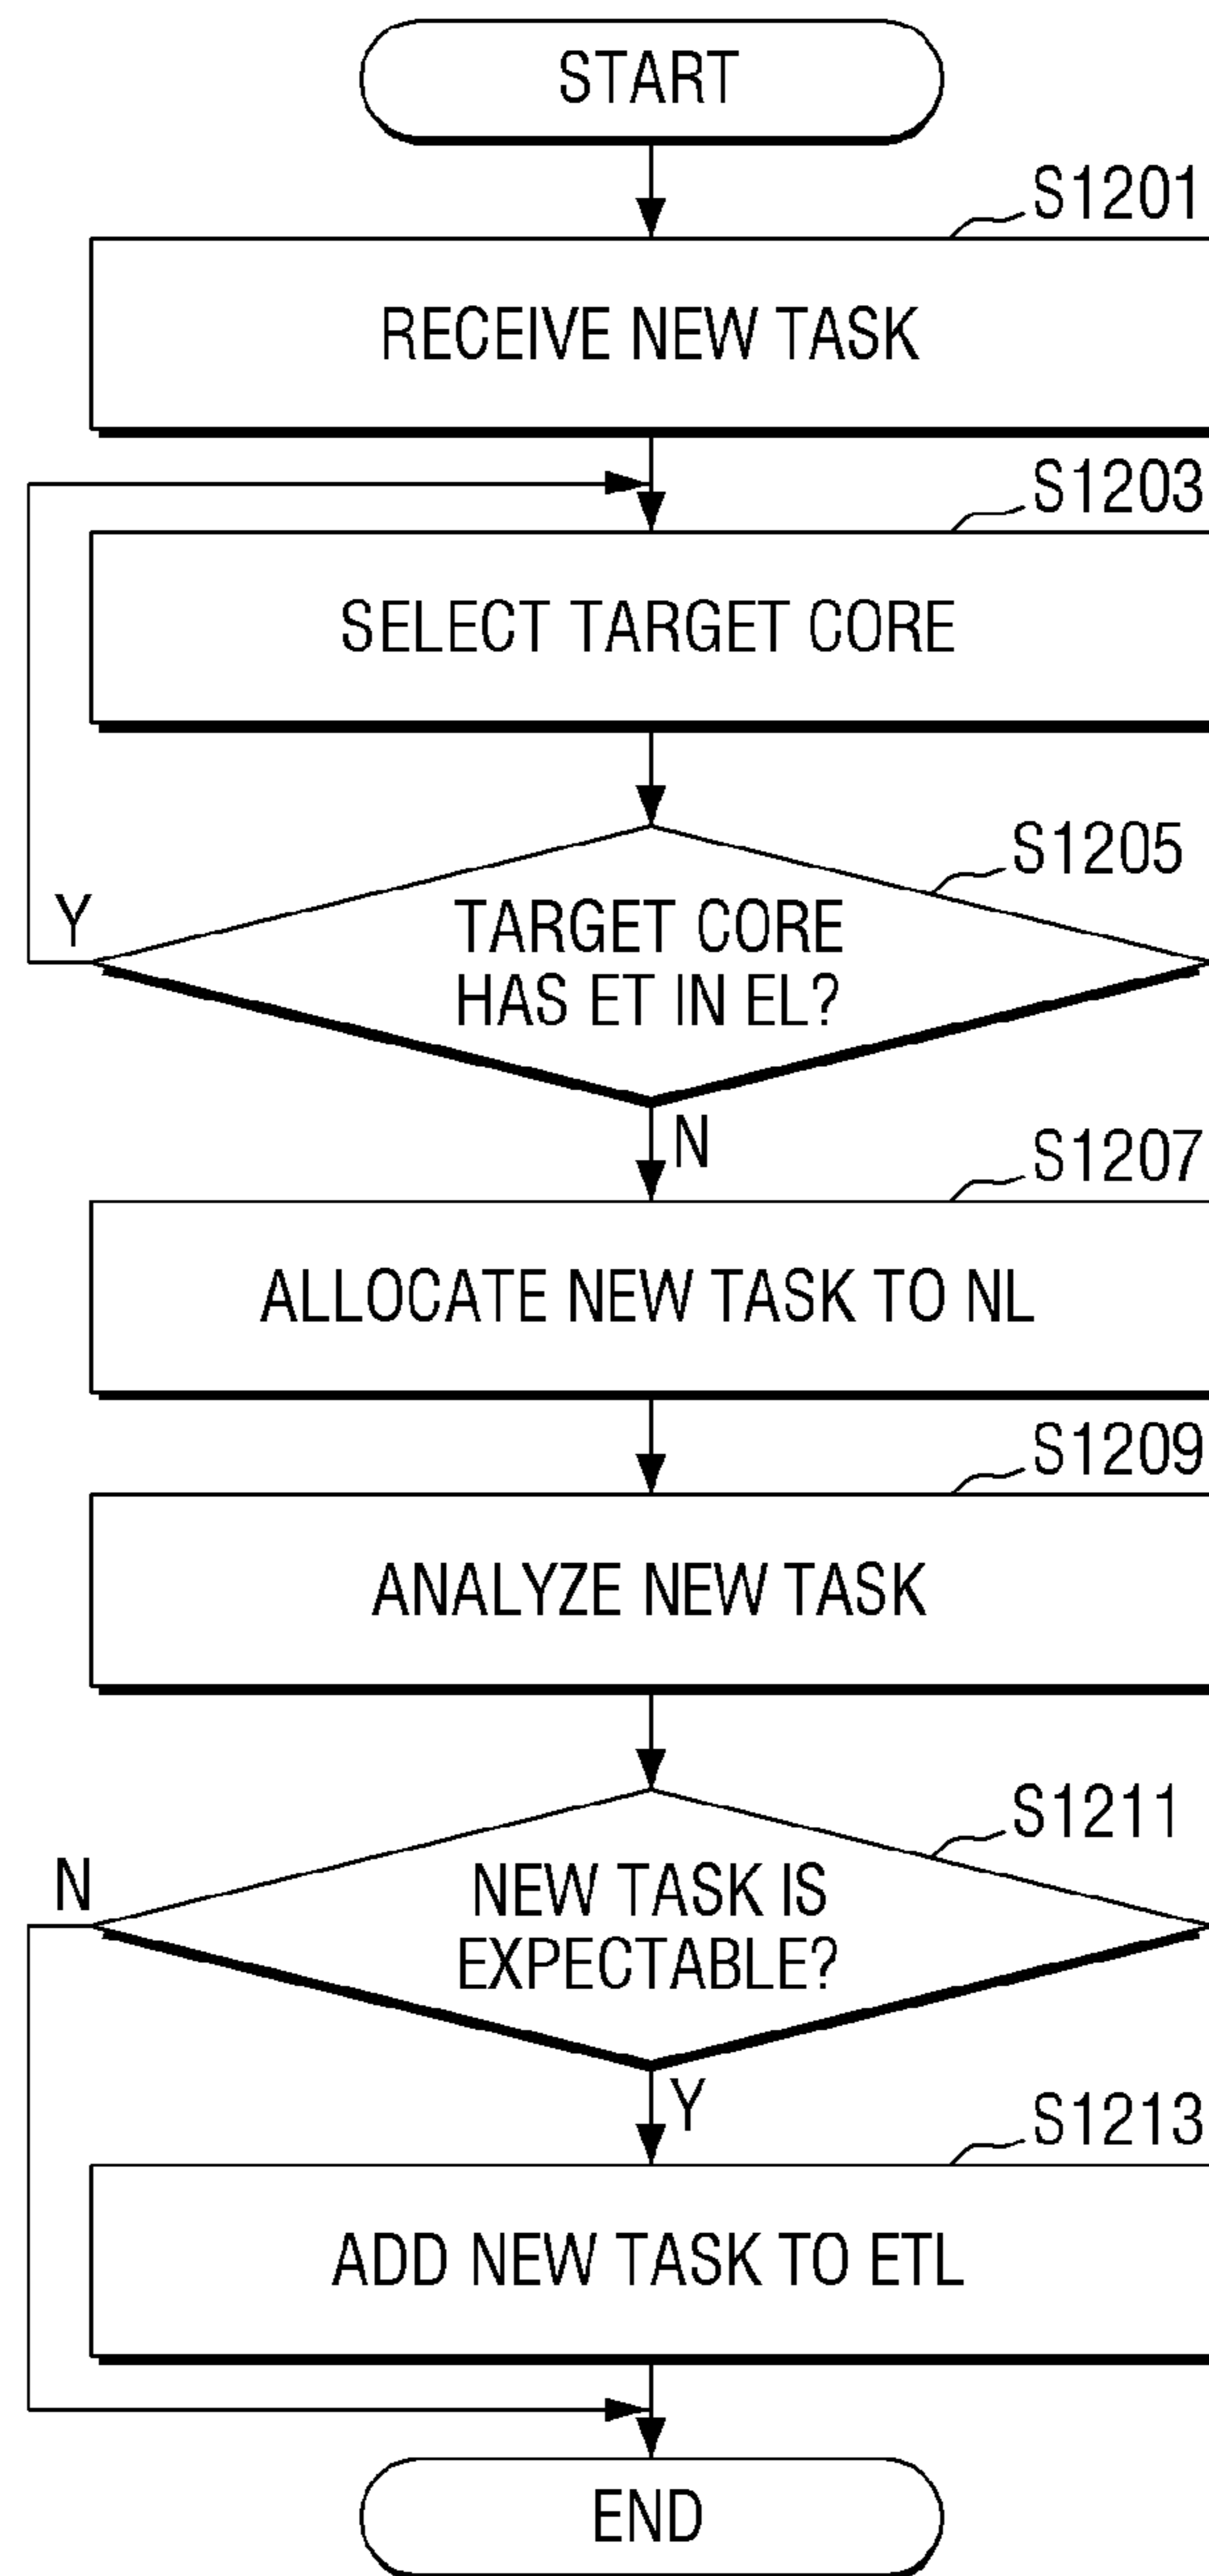 START
S1201
RECEIVE NEW TASK
S1203
SELECT TARGET CORE
S1205
TARGET CORE
HAS ET IN EL?
Y
N
S1207
ALLOCATE NEW TASK TO NL
S1209
ANALYZE NEW TASK
S1211
NEW TASK IS
EXPECTABLE?
N
Y
S1213
ADD NEW TASK TO ETL
END